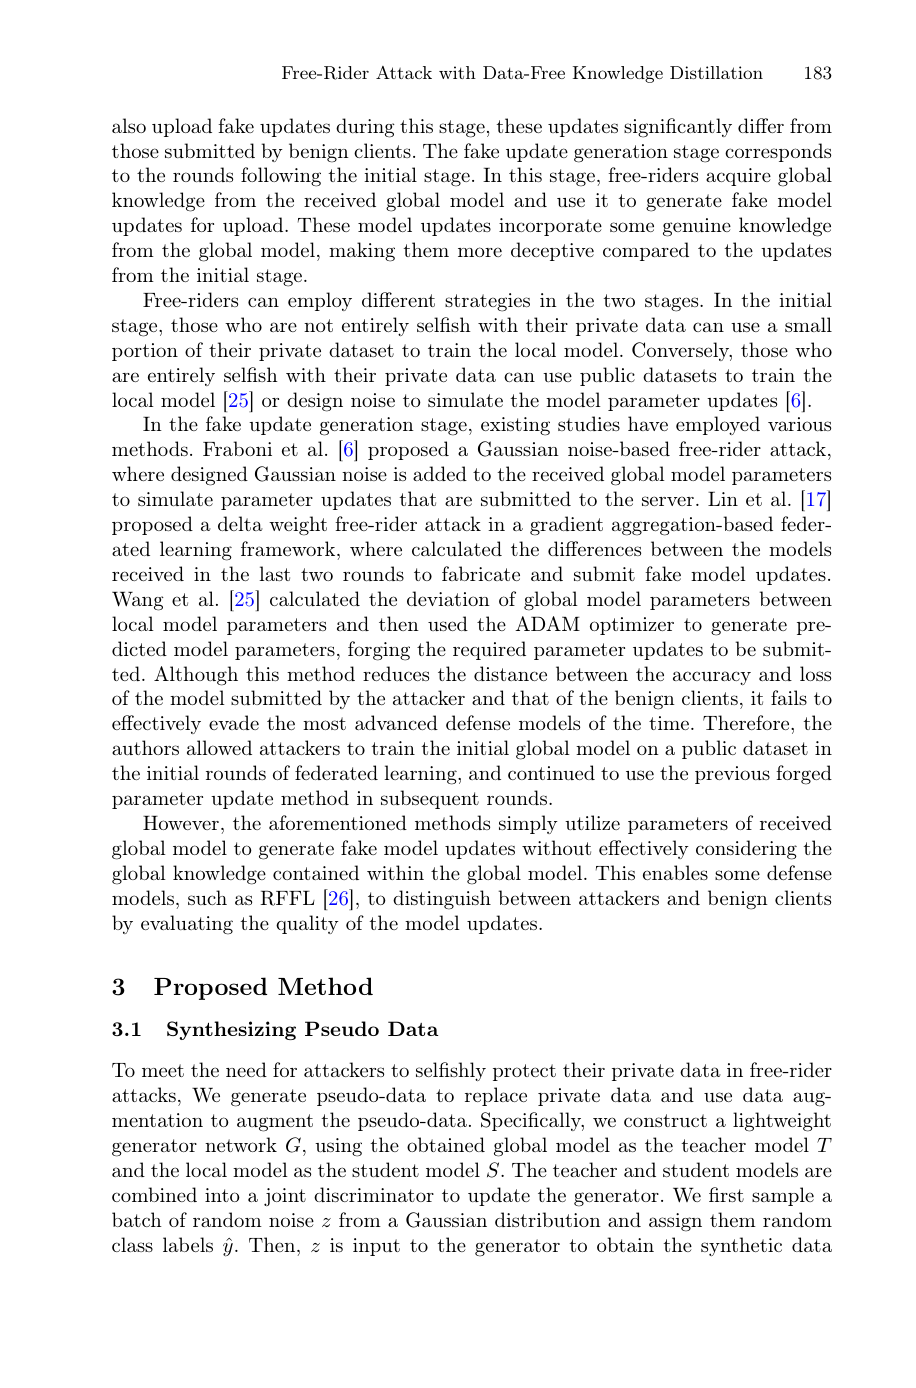 Free-Rider Attack with Data-Free Knowledge Distillation 183
also upload fake updates during this stage, these updates significantly differ from
those submitted by benign clients. The fake update generation stage corresponds
to the rounds following the initial stage. In this stage, free-riders acquire global
knowledge from the received global model and use it to generate fake model
updates for upload. These model updates incorporate some genuine knowledge
from the global model, making them more deceptive compared to the updates
from the initial stage.
Free-riders can employ different strategies in the two stages. In the initial
stage, those who are not entirely selfish with their private data can use a small
portion of their private dataset to train the local model. Conversely, those who
are entirely selfish with their private data can use public datasets to train the
local model [25] or design noise to simulate the model parameter updates [6].
In the fake update generation stage, existing studies have employed various
methods. Fraboni et al. [6] proposed a Gaussian noise-based free-rider attack,
where designed Gaussian noise is added to the received global model parameters
to simulate parameter updates that are submitted to the server. Lin et al. [17]
proposed a delta weight free-rider attack in a gradient aggregation-based feder-
ated learning framework, where calculated the differences between the models
received in the last two rounds to fabricate and submit fake model updates.
Wang et al. [25] calculated the deviation of global model parameters between
local model parameters and then used the ADAM optimizer to generate pre-
dicted model parameters, forging the required parameter updates to be submit-
ted. Although this method reduces the distance between the accuracy and loss
of the model submitted by the attacker and that of the benign clients, it fails to
effectively evade the most advanced defense models of the time. Therefore, the
authors allowed attackers to train the initial global model on a public dataset in
the initial rounds of federated learning, and continued to use the previous forged
parameter update method in subsequent rounds.
However, the aforementioned methods simply utilize parameters of received
global model to generate fake model updates without effectively considering the
global knowledge contained within the global model. This enables some defense
models, such as RFFL [26], to distinguish between attackers and benign clients
by evaluating the quality of the model updates.
3 Proposed Method
3.1 Synthesizing Pseudo Data
To meet the need for attackers to selfishly protect their private data in free-rider
attacks, We generate pseudo-data to replace private data and use data aug-
mentation to augment the pseudo-data. Specifically, we construct a lightweight
generator network G, using the obtained global model as the teacher model T
and the local model as the student model S. The teacher and student models are
combined into a joint discriminator to update the generator. We first sample a
batch of random noise z from a Gaussian distribution and assign them random
class labels ŷ. Then, z is input to the generator to obtain the synthetic data